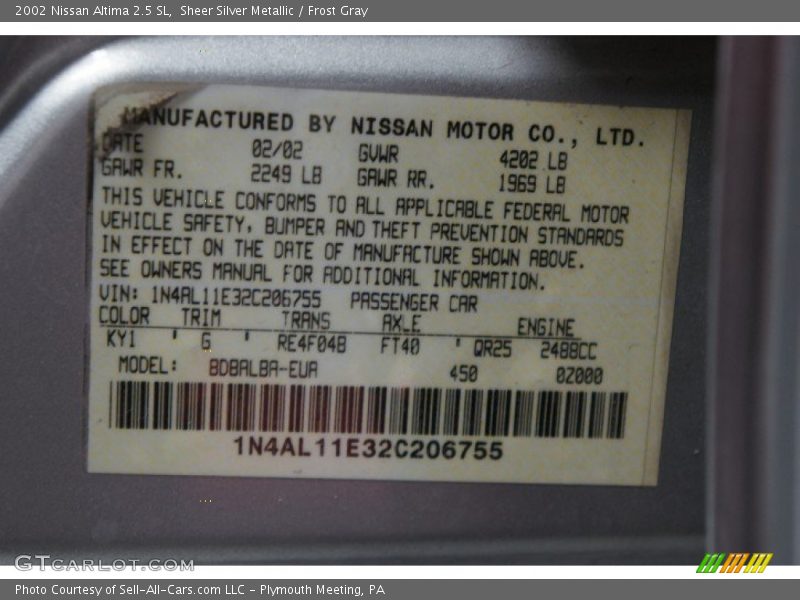 2002 Nissan Altima 2.5 SL, Sheer Silver Metallic / Frost Gray
MANUFACTURED BY NISSAN MOTOR CO., LTD.
DATE 02/02 GVWR 4202 LB
GAWR FR. 2249 LB GAWR RR. 1969 LB
THIS VEHICLE CONFORMS TO ALL APPLICABLE FEDERAL MOTOR
VEHICLE SAFETY, BUMPER AND THEFT PREVENTION STANDARDS
IN EFFECT ON THE DATE OF MANUFACTURE SHOWN ABOVE.
SEE OWNERS MANUAL FOR ADDITIONAL INFORMATION.
VIN: 1N4AL11E32C206755 PASSENGER CAR
COLOR TRIM TRANS AXLE ENGINE
KY1 ' G ' RE4F04B FT40 ' QR25 2488CC
MODEL: BDBALBA-EUA 450 0Z000
1N4AL11E32C206755
GTCARLOT.COM
Photo Courtesy of Sell-All-Cars.com LLC – Plymouth Meeting, PA